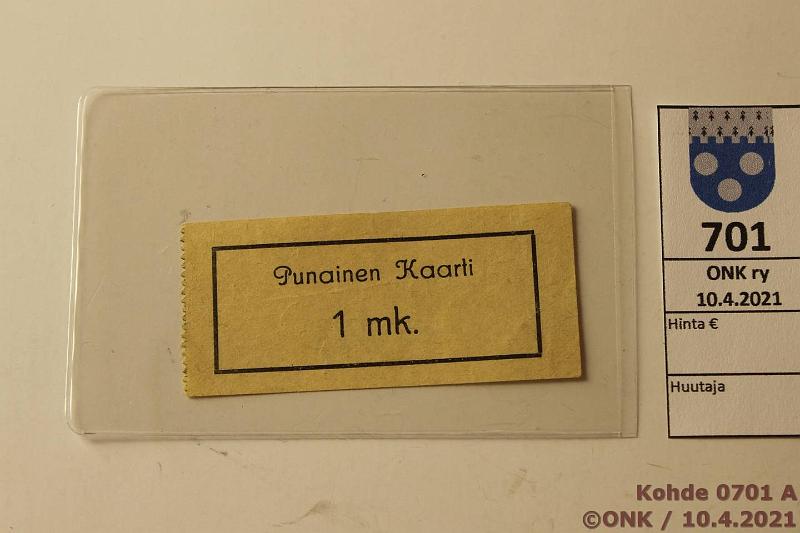 Punainen Kaarti
1 mk.
701
ONK ry
10.4.2021
Hinta €
Huutaja
Kohde 0701 A
©ONK / 10.4.2021